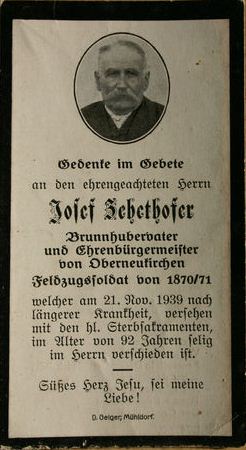 Gedenke im Gebete
an den ehrengeachteten Herrn
Josef Zehethofer
Brunnhubervater
und Ehrenbürgermeister
von Oberneukirchen
Feldzugsoldat von 1870/71
welcher am 21. Nov. 1939 nach
längerer Krankheit, versehen
mit den hl. Sterbsakramenten,
im Alter von 92 Jahren selig
im Herrn verschieden ist.
Süßes Herz Jesu, sei meine
Liebe!
D. Geiger, Mühldorf.